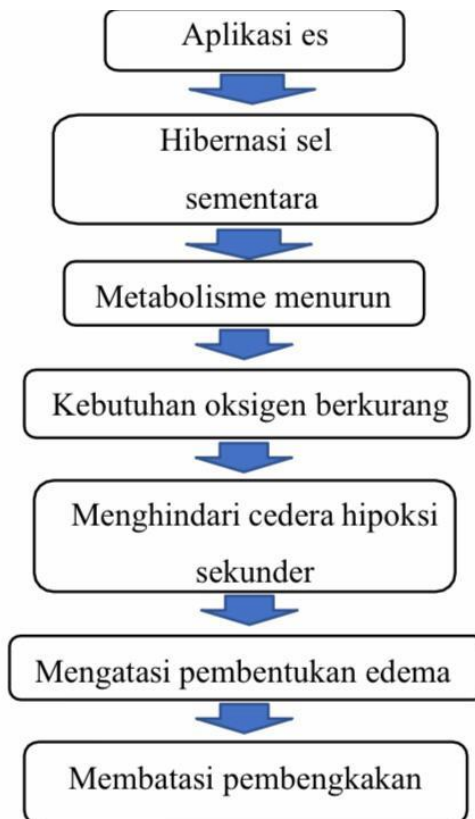 Aplikasi es
Hibernasi sel
sementara
Metabolisme menurun
Kebutuhan oksigen berkurang
Menghindari cedera hipoksi
sekunder
Mengatasi pembentukan edema
Membatasi pembengkakan